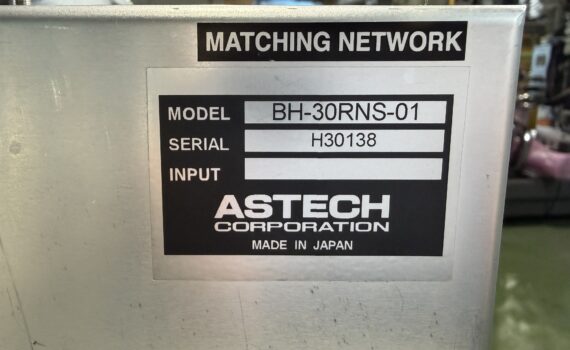 MATCHING NETWORK
MODEL BH-30RNS-01
SERIAL H30138
INPUT
ASTECH
CORPORATION
MADE IN JAPAN